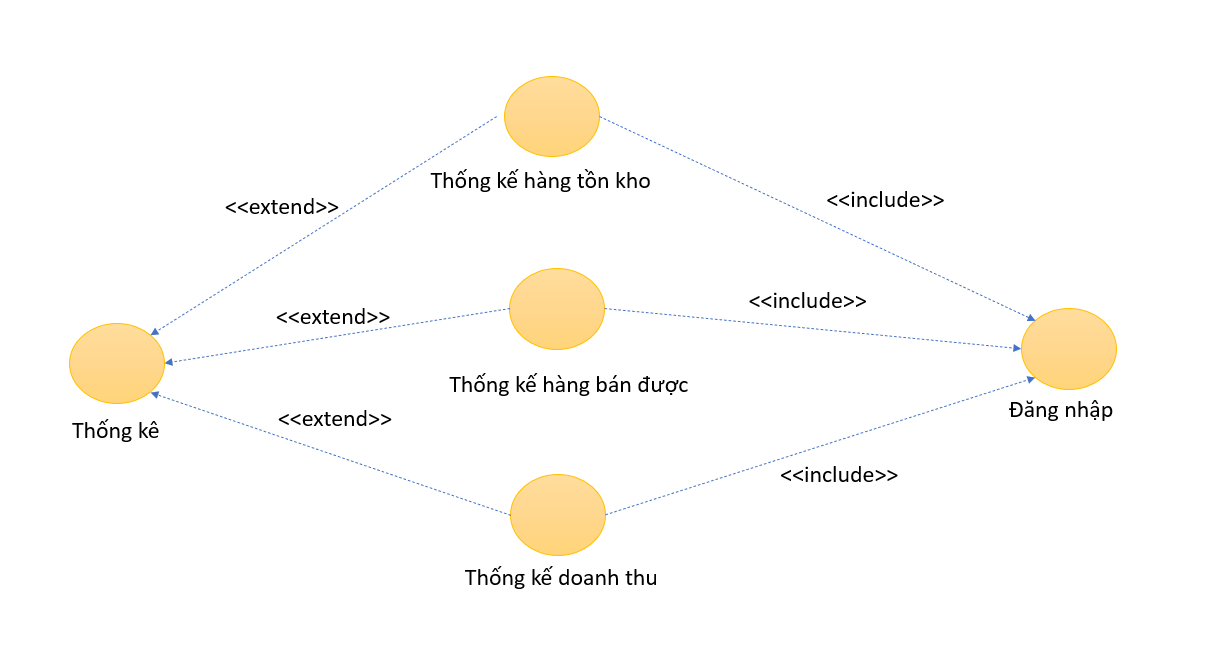 Thống kế hàng tồn kho
<<extend>>
<<include>>
<<extend>>
<<include>>
Thống kế hàng bán được
Thống kê
<<extend>>
Đăng nhập
<<include>>
Thống kế doanh thu